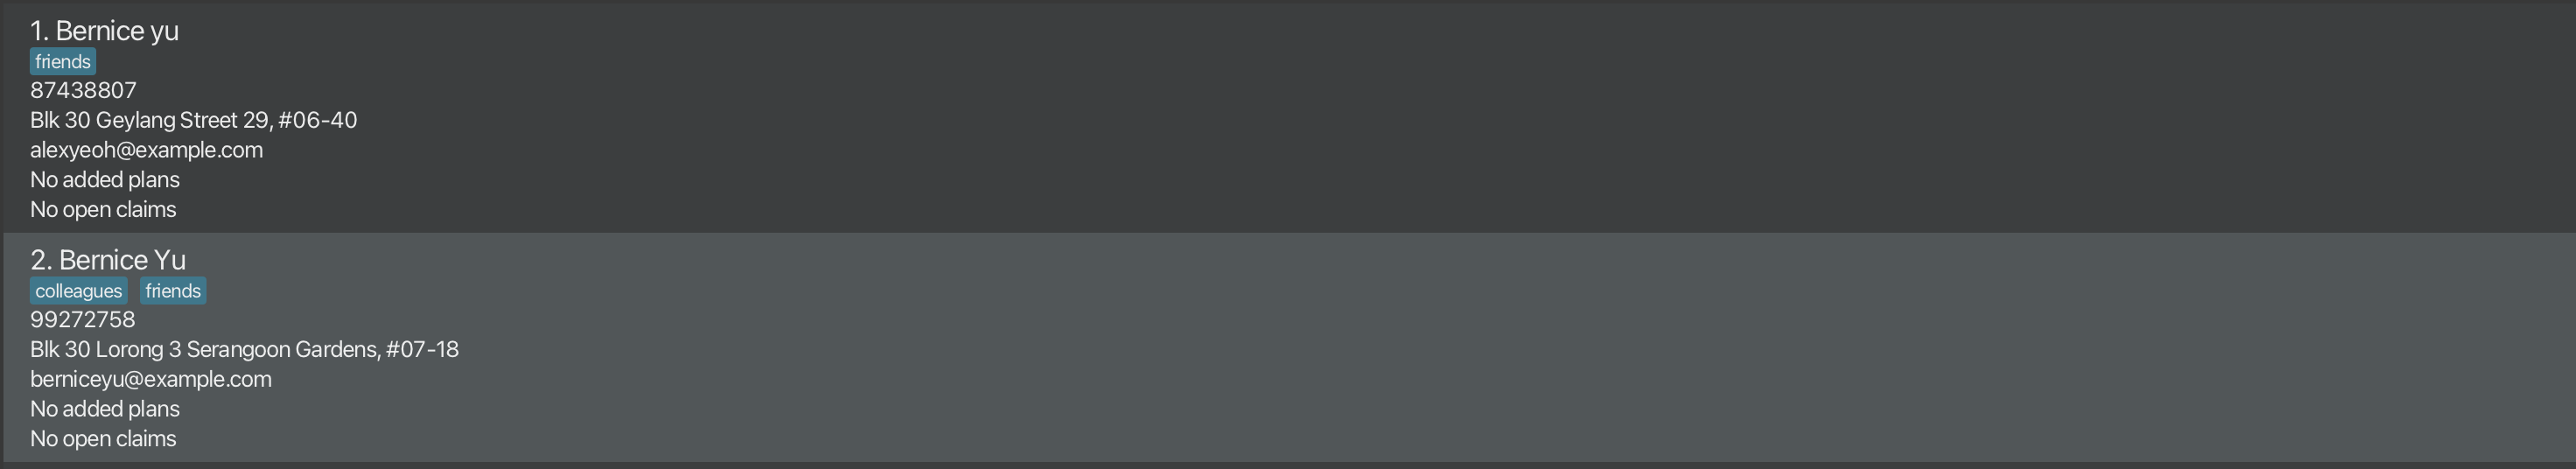 1. Bernice yu
friends
87438807
Blk 30 Geylang Street 29, #06-40
alexyeoh@example.com
No added plans
No open claims
2. Bernice Yu
colleagues friends
99272758
Blk 30 Lorong 3 Serangoon Gardens, #07-18
berniceyu@example.com
No added plans
No open claims